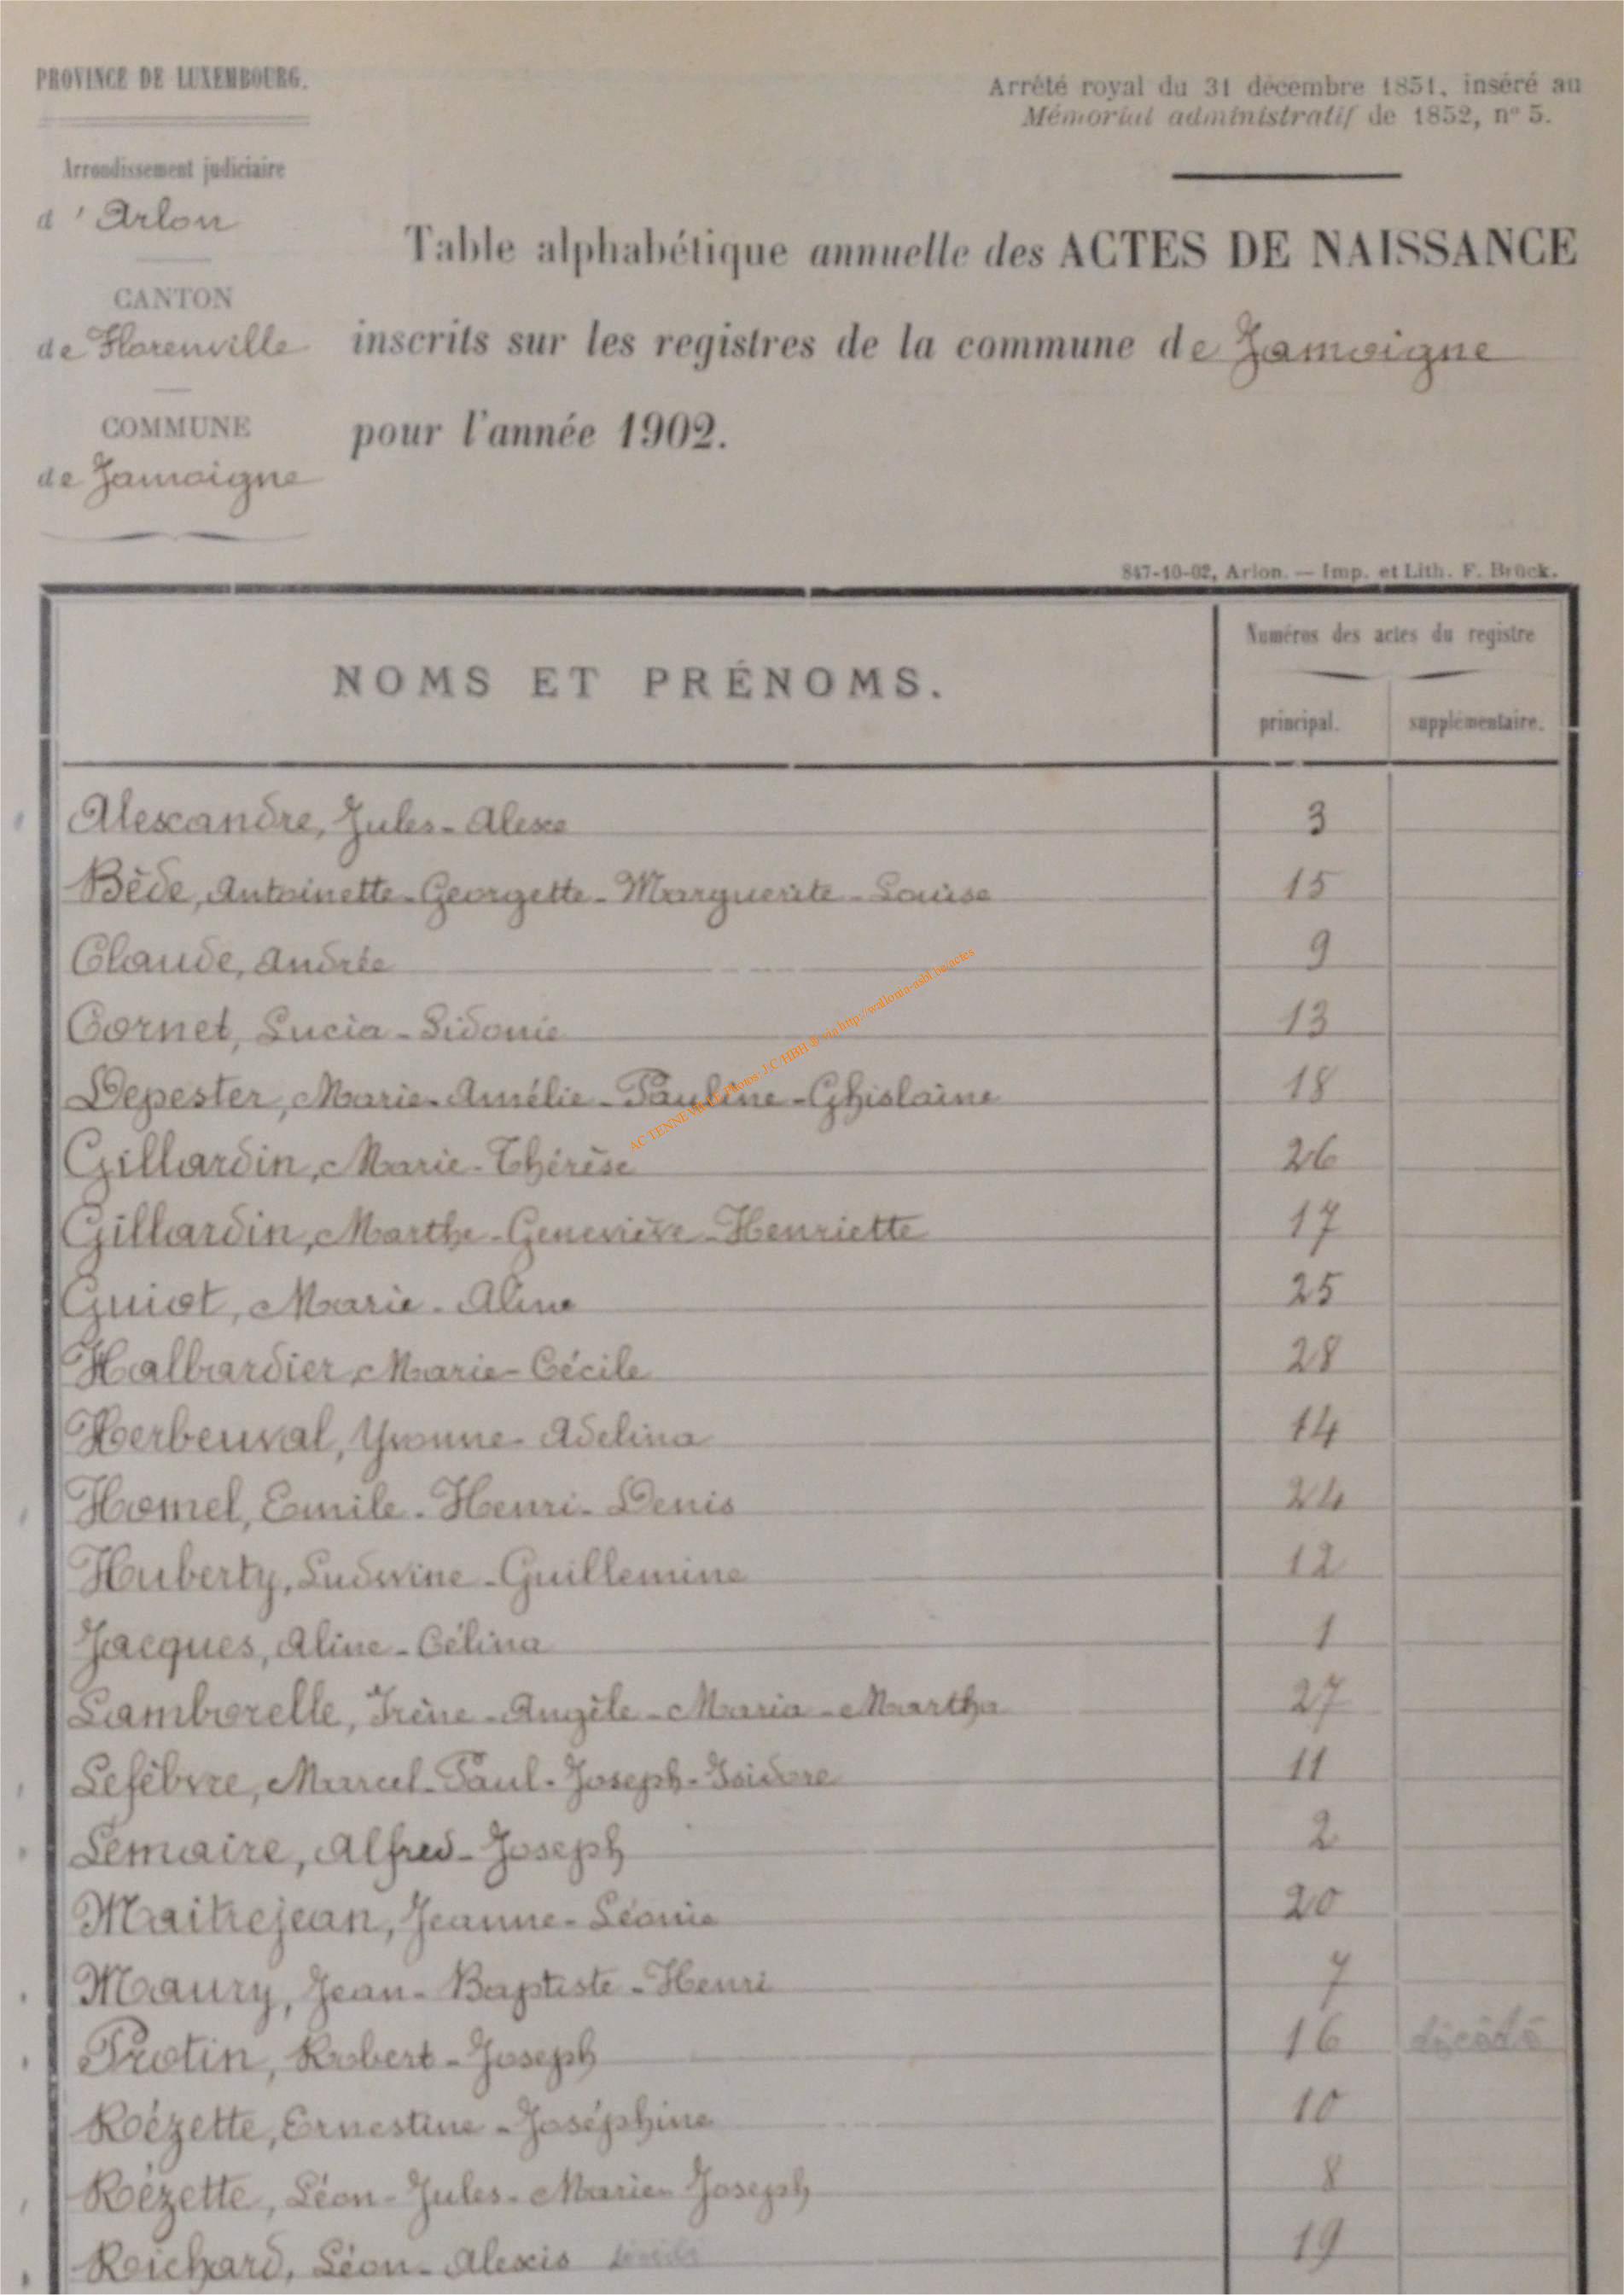 PROVINCE DE LUXEMBOURG.
Arrêté royal du 31 décembre 1851, inséré au
Mémorial administratif de 1852, n° 5.
Arrondissement judiciaire
d'Arlon
CANTON
de Florenville
COMMUNE
de Jamoigne
Table alphabétique annuelle des ACTES DE NAISSANCE
inscrits sur les registres de la commune de Jamoigne
pour l'année 1902.
847-10-02, Arlon. — Imp. et Lith. F. Brück.
NOMS ET PRÉNOMS.
Numéros des actes du registre
principal. supplémentaire.
Alexandre, Jules-Alexe 3
Bède, Antoinette-Georgette-Marguerite-Louise 15
Claude, Andrée 9
Cornet, Lucia-Sidonie 13
Depester, Marie-Amélie-Pauline-Ghislaine 18
Gillardin, Marie-Thérèse 26
Gillardin, Marthe-Geneviève-Henriette 17
Guiot, Marie-Aline 25
Halbardier, Marie-Cécile 28
Herbeuval, Yvonne-Adelina 14
Homel, Emile-Henri-Denis 24
Huberty, Ludwine-Guillemine 12
Jacques, Aline-Célina 1
Lamborelle, Irène-Angèle-Maria-Martha 27
Lefèbvre, Marcel-Paul-Joseph-Isidore 11
Lemaire, Alfred-Joseph 2
Maitrejean, Jeanne-Léonie 20
Maury, Jean-Baptiste-Henri 7
Protin, Robert-Joseph 16 décédé
Rézette, Ernestine-Joséphine 10
Rézette, Léon-Jules-Marie-Joseph 8
Richard, Léon-Alexis décédé 19